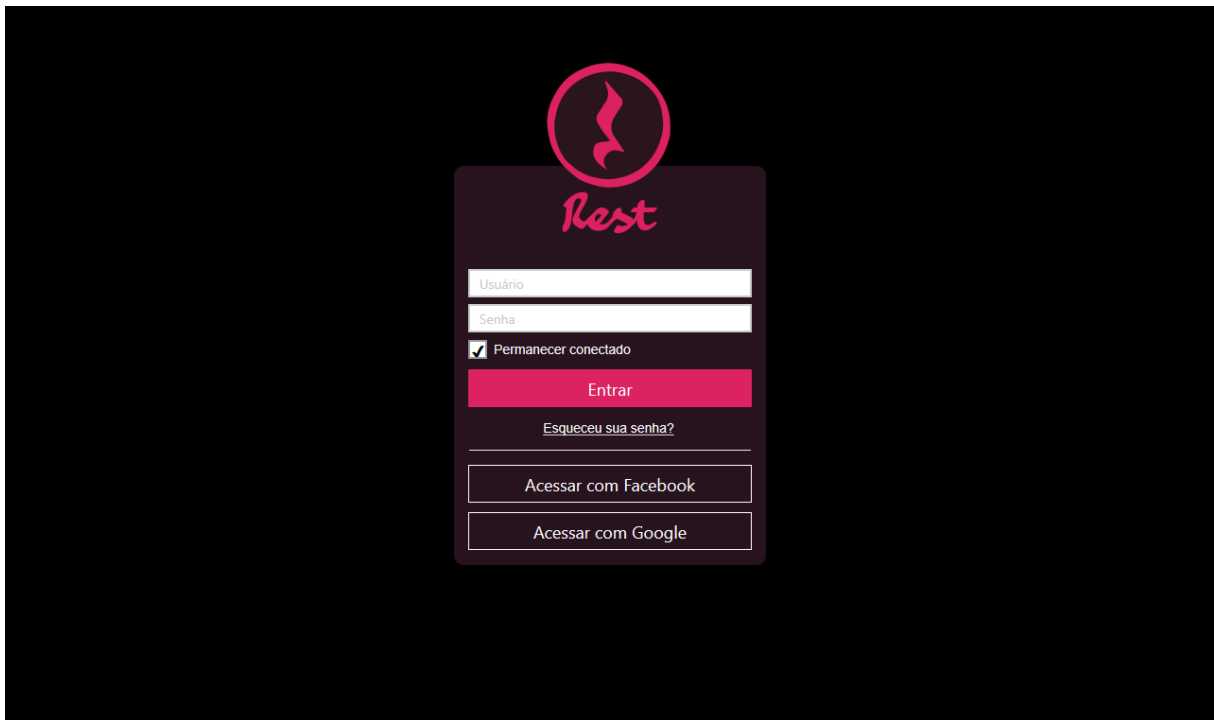 Rest
Usuário
Senha
Permanecer conectado
Entrar
Esqueceu sua senha?
Acessar com Facebook
Acessar com Google